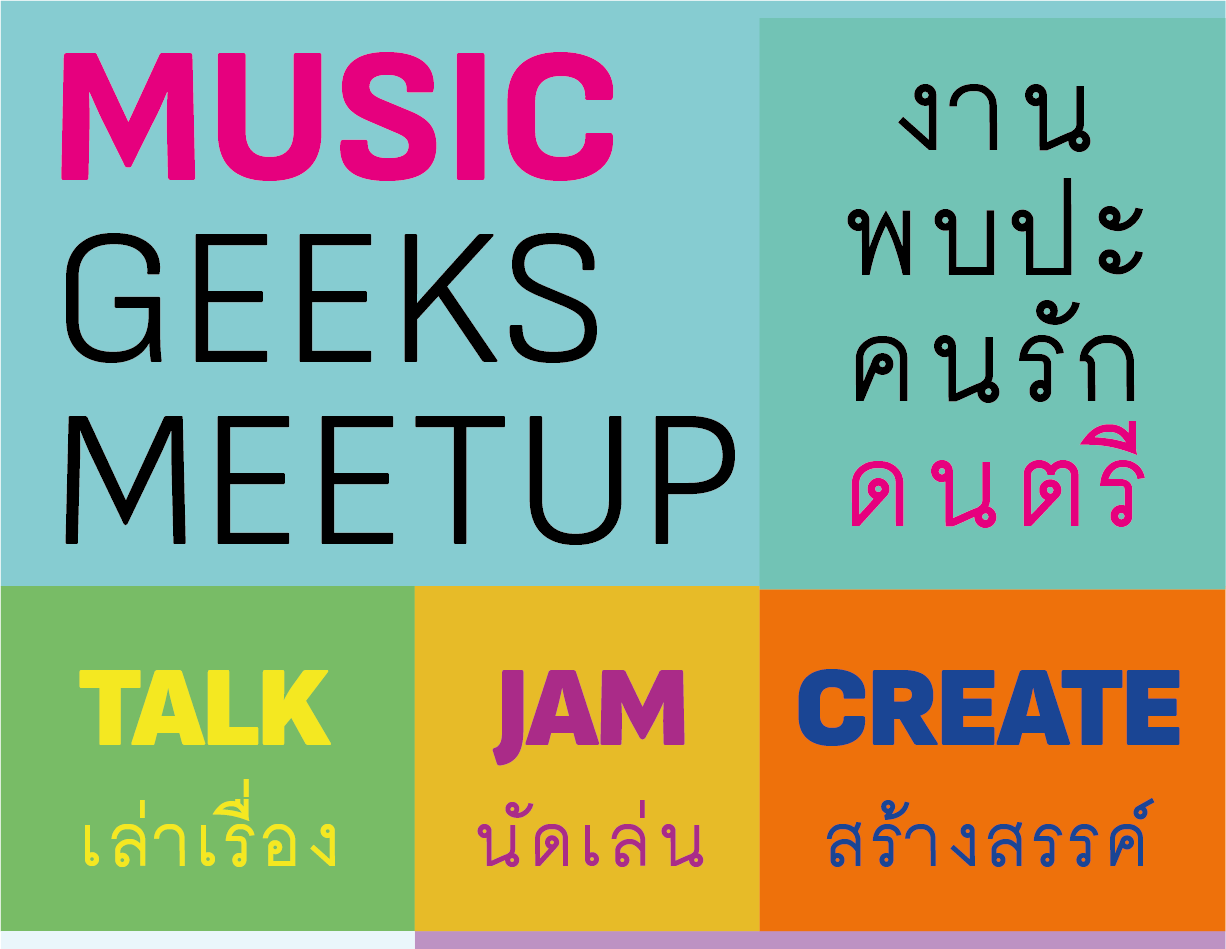 MUSIC
GEEKS
MEETUP
งาน
พบปะ
คนรัก
ดนตรี
TALK
เล่าเรื่อง
JAM
นัดเล่น
CREATE
สร้างสรรค์